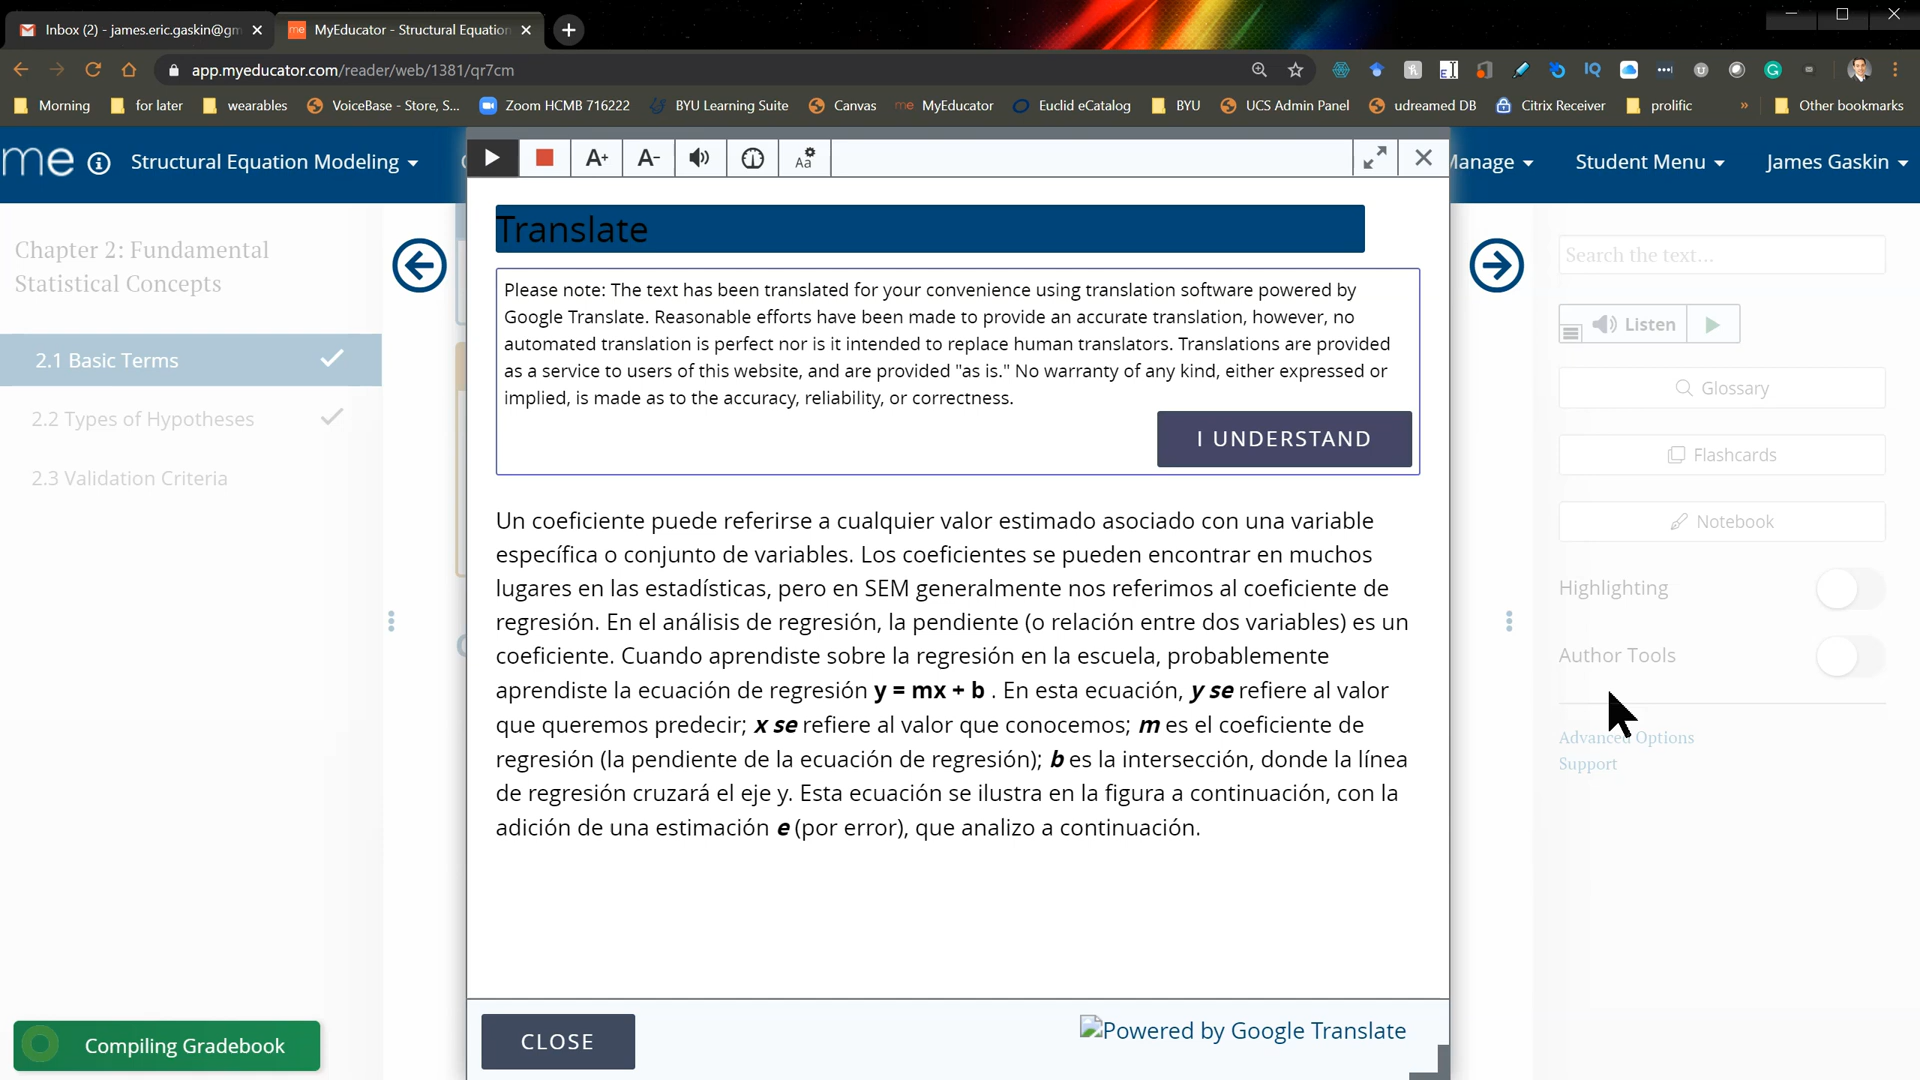 Inbox (2) - james.eric.gaskin@gm
MyEducator - Structural Equation
app.myeducator.com/reader/web/1381/qr7cm
Morning
for later
wearables
VoiceBase - Store, S...
Zoom HCMB 716222
BYU Learning Suite
Canvas
MyEducator
Euclid eCatalog
BYU
UCS Admin Panel
udreamed DB
Citrix Receiver
prolific
»
Other bookmarks
me
Structural Equation Modeling
Manage
Student Menu
James Gaskin
A+
A-
Aa
Chapter 2: Fundamental
Statistical Concepts
2.1 Basic Terms
2.2 Types of Hypotheses
2.3 Validation Criteria
Translate
Please note: The text has been translated for your convenience using translation software powered by
Google Translate. Reasonable efforts have been made to provide an accurate translation, however, no
automated translation is perfect nor is it intended to replace human translators. Translations are provided
as a service to users of this website, and are provided "as is." No warranty of any kind, either expressed or
implied, is made as to the accuracy, reliability, or correctness.
I UNDERSTAND
Un coeficiente puede referirse a cualquier valor estimado asociado con una variable
específica o conjunto de variables. Los coeficientes se pueden encontrar en muchos
lugares en las estadísticas, pero en SEM generalmente nos referimos al coeficiente de
regresión. En el análisis de regresión, la pendiente (o relación entre dos variables) es un
coeficiente. Cuando aprendiste sobre la regresión en la escuela, probablemente
aprendiste la ecuación de regresión y = mx + b . En esta ecuación, y se refiere al valor
que queremos predecir; x se refiere al valor que conocemos; m es el coeficiente de
regresión (la pendiente de la ecuación de regresión); b es la intersección, donde la línea
de regresión cruzará el eje y. Esta ecuación se ilustra en la figura a continuación, con la
adición de una estimación e (por error), que analizo a continuación.
CLOSE
Powered by Google Translate
Search the text...
Listen
Glossary
Flashcards
Notebook
Highlighting
Author Tools
Advanced Options
Support
Compiling Gradebook